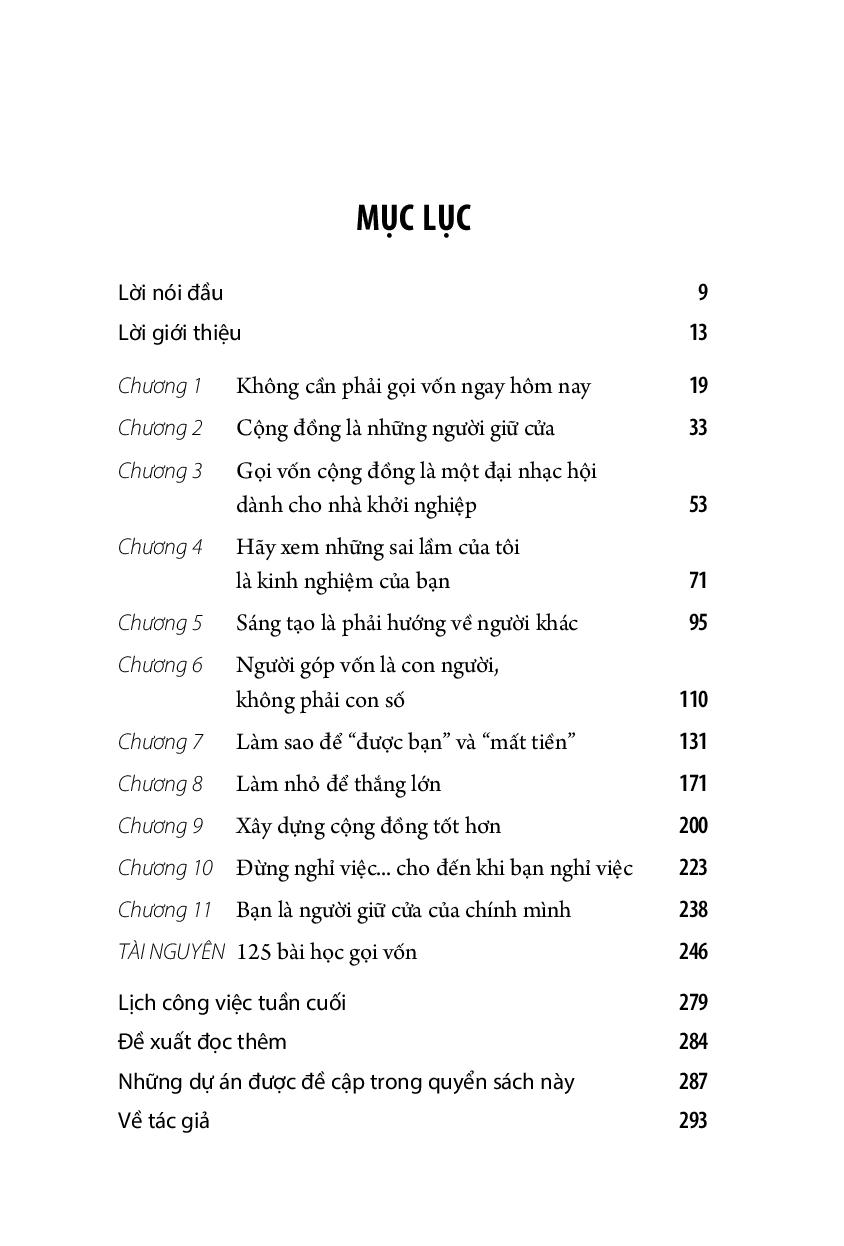 MỤC LỤC
Lời nói đầu 9
Lời giới thiệu 13
Chương 1 Không cần phải gọi vốn ngay hôm nay 19
Chương 2 Cộng đồng là những người giữ cửa 33
Chương 3 Gọi vốn cộng đồng là một đại nhạc hội
dành cho nhà khởi nghiệp 53
Chương 4 Hãy xem những sai lầm của tôi
là kinh nghiệm của bạn 71
Chương 5 Sáng tạo là phải hướng về người khác 95
Chương 6 Người góp vốn là con người,
không phải con số 110
Chương 7 Làm sao để “được bạn” và “mất tiền” 131
Chương 8 Làm nhỏ để thắng lớn 171
Chương 9 Xây dựng cộng đồng tốt hơn 200
Chương 10 Đừng nghỉ việc... cho đến khi bạn nghỉ việc 223
Chương 11 Bạn là người giữ cửa của chính mình 238
TÀI NGUYÊN 125 bài học gọi vốn 246
Lịch công việc tuần cuối 279
Đề xuất đọc thêm 284
Những dự án được đề cập trong quyển sách này 287
Về tác giả 293